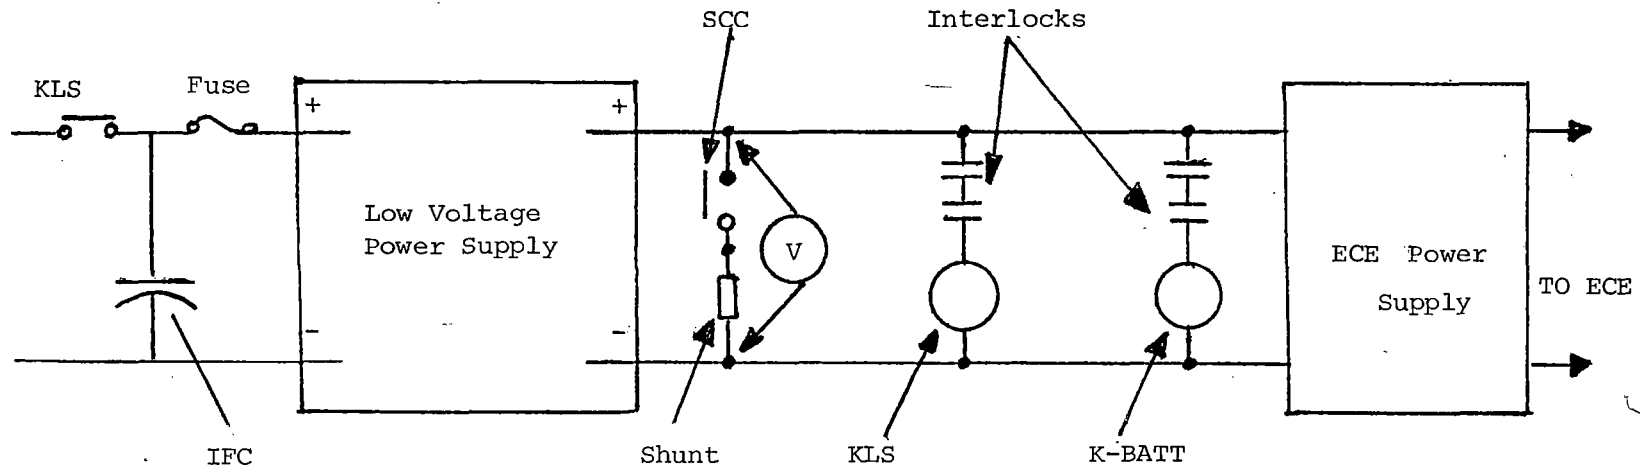 SCC
Interlocks
KLS
Fuse
+
+
Low Voltage
Power Supply
V
ECE Power
Supply
TO ECE
-
-
IFC
Shunt
KLS
K-BATT